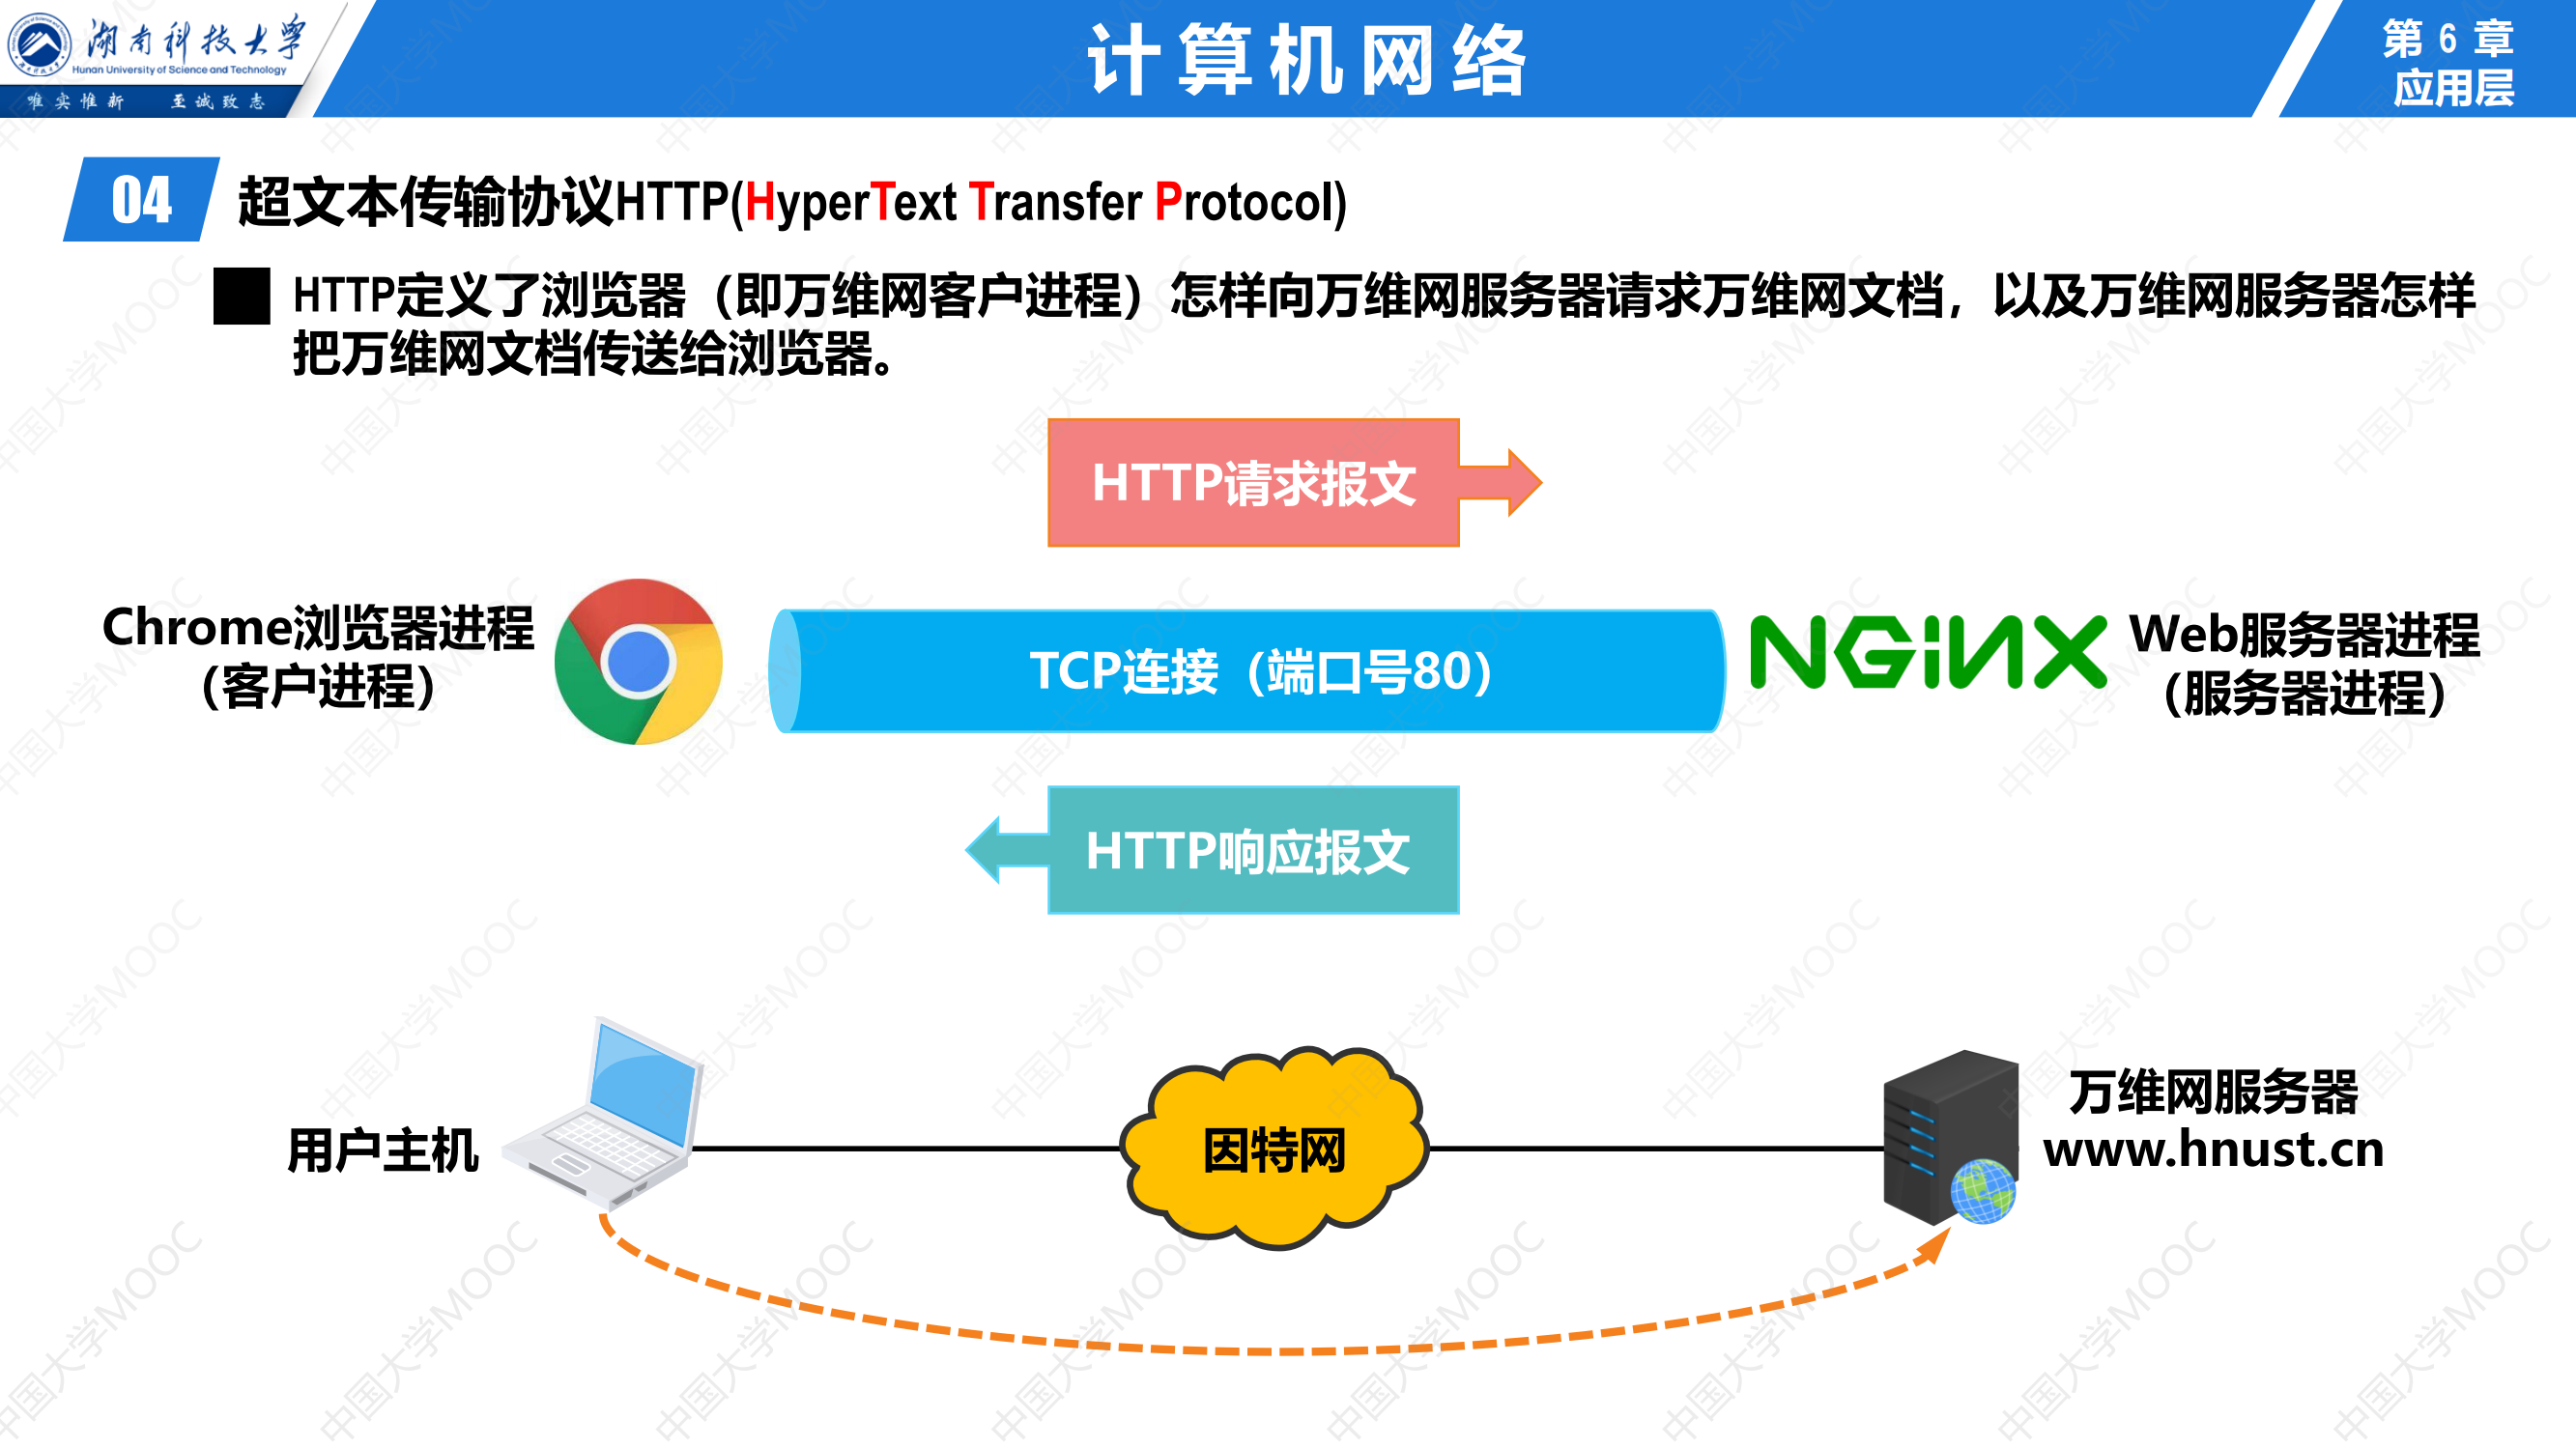 湖南科技大学
Hunan University of Science and Technology
唯实惟新 至诚致志
计算机网络
第 6 章
应用层
04 超文本传输协议HTTP(HyperText Transfer Protocol)
HTTP定义了浏览器（即万维网客户进程）怎样向万维网服务器请求万维网文档，以及万维网服务器怎样
把万维网文档传送给浏览器。
HTTP请求报文
Chrome浏览器进程
（客户进程）
TCP连接（端口号80）
NGINX
Web服务器进程
（服务器进程）
HTTP响应报文
用户主机
因特网
万维网服务器
www.hnust.cn
中国大学MOOC